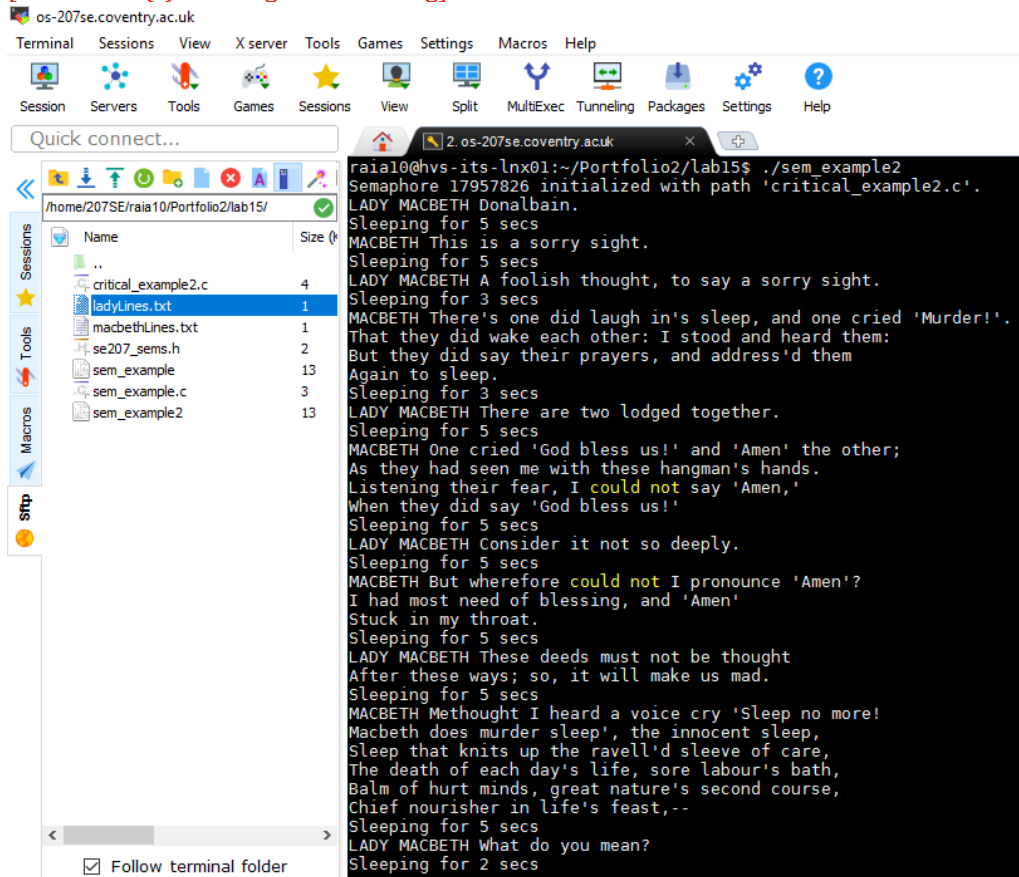 os-207se.coventry.ac.uk
Terminal Sessions View X server Tools Games Settings Macros Help
Session Servers Tools Games Sessions View Split MultiExec Tunneling Packages Settings Help
Quick connect...
2. os-207se.coventry.ac.uk
/home/207SE/raia10/Portfolio2/lab15/
Name Size (K
..
critical_example2.c 4
ladyLines.txt 1
macbethLines.txt 1
se207_sems.h 2
sem_example 13
sem_example.c 3
sem_example2 13
Sessions
Tools
Macros
Sftp
Follow terminal folder
raia10@hvs-its-lnx01:~/Portfolio2/lab15$ ./sem_example2
Semaphore 17957826 initialized with path 'critical_example2.c'.
LADY MACBETH Donalbain.
Sleeping for 5 secs
MACBETH This is a sorry sight.
Sleeping for 5 secs
LADY MACBETH A foolish thought, to say a sorry sight.
Sleeping for 3 secs
MACBETH There's one did laugh in's sleep, and one cried 'Murder!'.
That they did wake each other: I stood and heard them:
But they did say their prayers, and address'd them
Again to sleep.
Sleeping for 3 secs
LADY MACBETH There are two lodged together.
Sleeping for 5 secs
MACBETH One cried 'God bless us!' and 'Amen' the other;
As they had seen me with these hangman's hands.
Listening their fear, I could not say 'Amen,'
When they did say 'God bless us!'
Sleeping for 5 secs
LADY MACBETH Consider it not so deeply.
Sleeping for 5 secs
MACBETH But wherefore could not I pronounce 'Amen'?
I had most need of blessing, and 'Amen'
Stuck in my throat.
Sleeping for 5 secs
LADY MACBETH These deeds must not be thought
After these ways; so, it will make us mad.
Sleeping for 5 secs
MACBETH Methought I heard a voice cry 'Sleep no more!
Macbeth does murder sleep', the innocent sleep,
Sleep that knits up the ravell'd sleeve of care,
The death of each day's life, sore labour's bath,
Balm of hurt minds, great nature's second course,
Chief nourisher in life's feast,--
Sleeping for 5 secs
LADY MACBETH What do you mean?
Sleeping for 2 secs